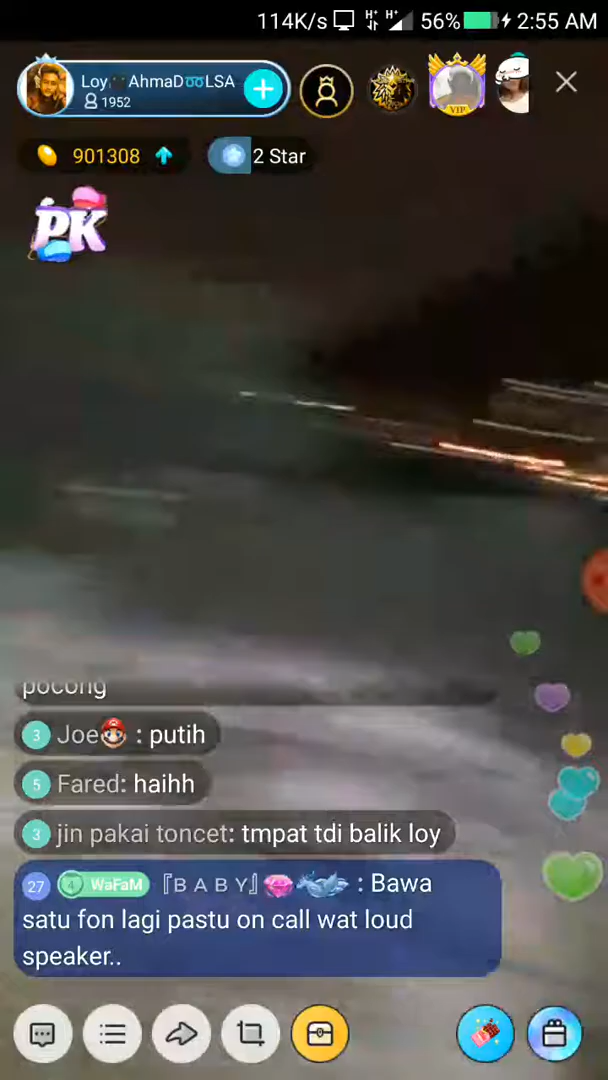 114K/s H+ H+ 56% 2:55 AM
Loy AhmaD LSA
1952
VIP
901308 2 Star
PK
pocong
3 Joe : putih
5 Fared: haihh
3 jin pakai toncet: tmpat tdi balik loy
27 4 WaFaM 『B A B Y』 : Bawa
satu fon lagi pastu on call wat loud
speaker..